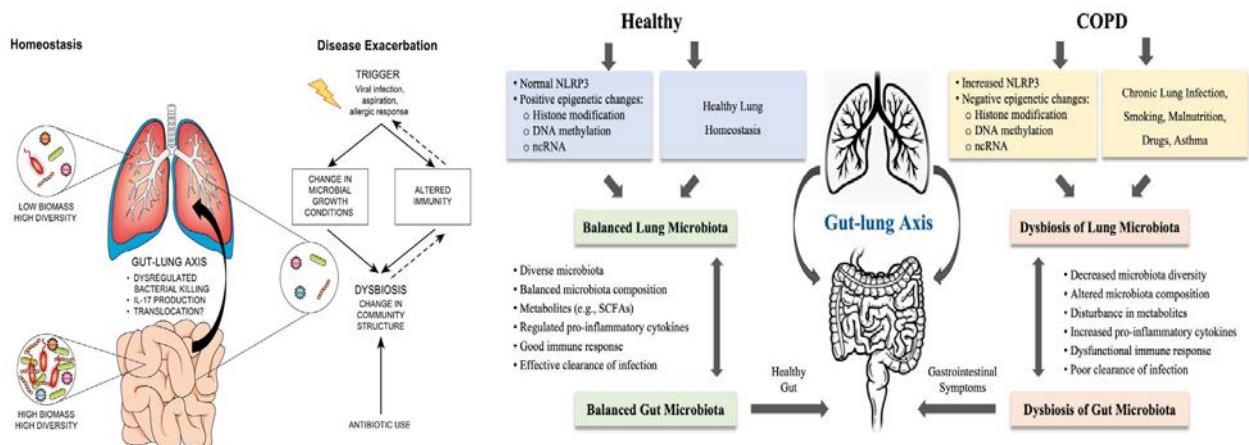 Homeostasis
LOW BIOMASS
HIGH DIVERSITY
GUT-LUNG AXIS
• DYSREGULATED
BACTERIAL KILLING
• IL-17 PRODUCTION
• TRANSLOCATION?
HIGH BIOMASS
HIGH DIVERSITY
Disease Exacerbation
TRIGGER
Viral infection,
aspiration,
allergic response
CHANGE IN
MICROBIAL
GROWTH
CONDITIONS
ALTERED
IMMUNITY
DYSBIOSIS
CHANGE IN
COMMUNITY
STRUCTURE
ANTIBIOTIC USE
Healthy
• Normal NLRP3
• Positive epigenetic changes:
o Histone modification
o DNA methylation
o ncRNA
Healthy Lung
Homeostasis
Balanced Lung Microbiota
• Diverse microbiota
• Balanced microbiota composition
• Metabolites (e.g., SCFAs)
• Regulated pro-inflammatory cytokines
• Good immune response
• Effective clearance of infection
Balanced Gut Microbiota
Healthy
Gut
Gut-lung Axis
COPD
• Increased NLRP3
• Negative epigenetic changes:
o Histone modification
o DNA methylation
o ncRNA
Chronic Lung Infection,
Smoking, Malnutrition,
Drugs, Asthma
Dysbiosis of Lung Microbiota
• Decreased microbiota diversity
• Altered microbiota composition
• Disturbance in metabolites
• Increased pro-inflammatory cytokines
• Dysfunctional immune response
• Poor clearance of infection
Gastrointestinal
Symptoms
Dysbiosis of Gut Microbiota